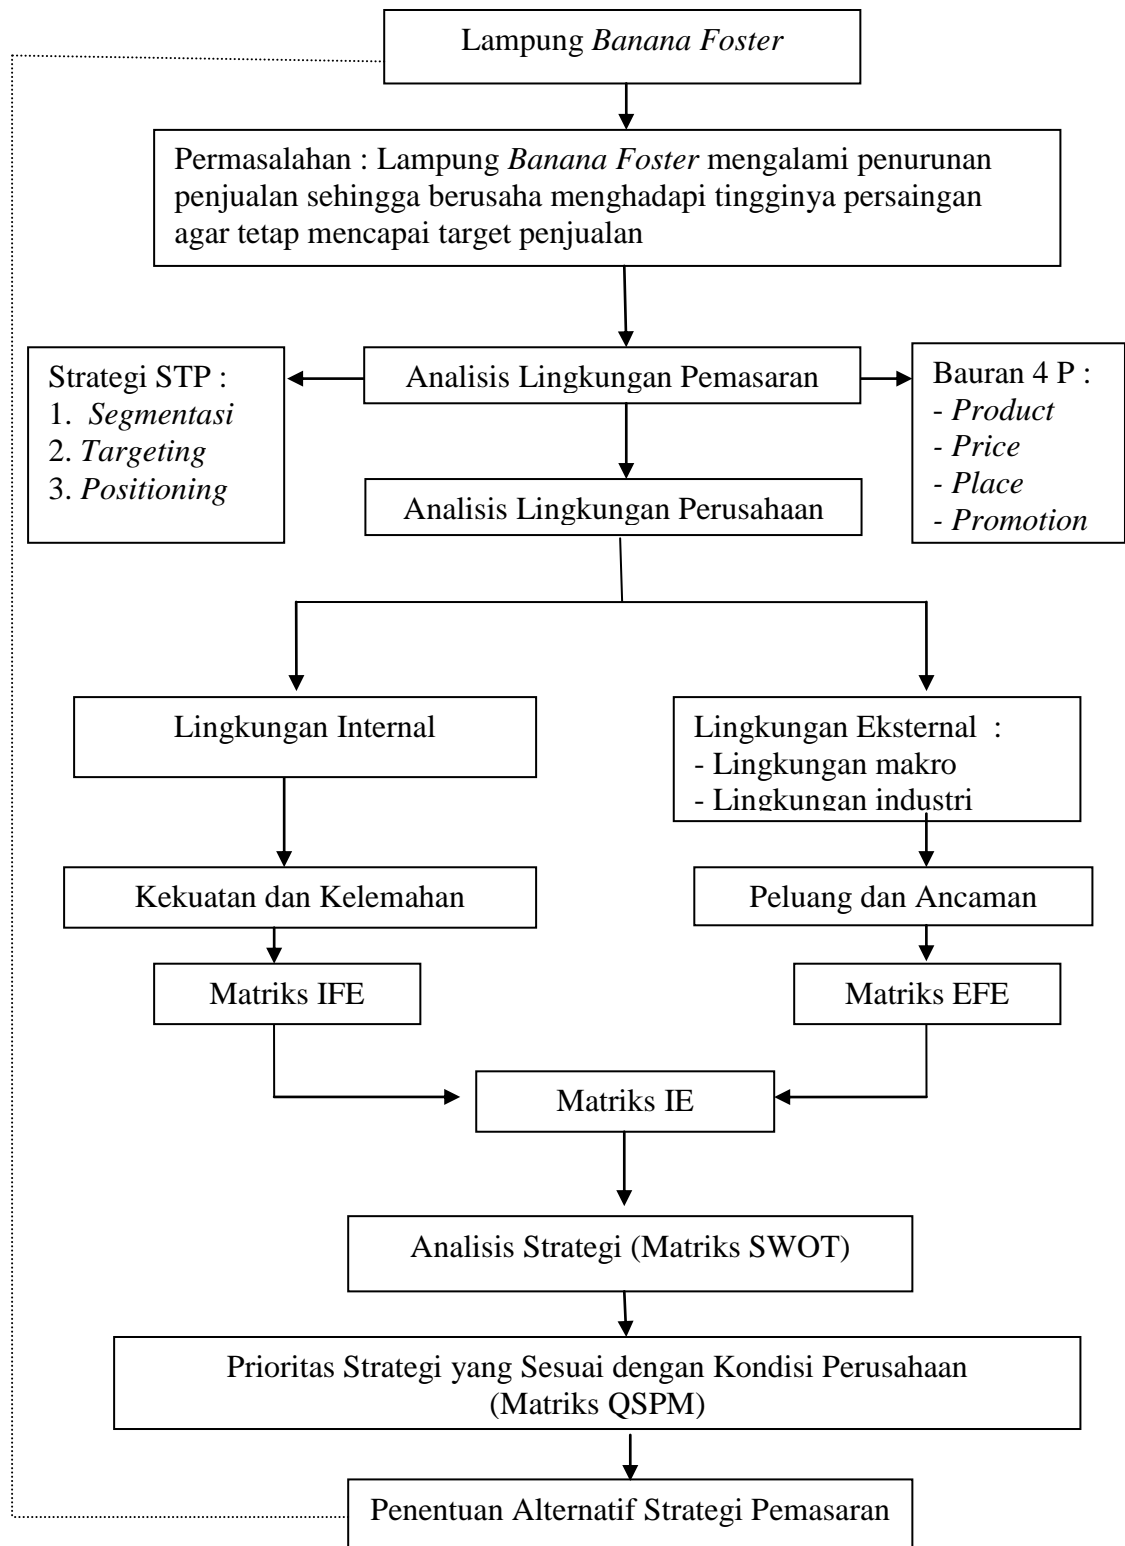 Lampung Banana Foster
Permasalahan : Lampung Banana Foster mengalami penurunan
penjualan sehingga berusaha menghadapi tingginya persaingan
agar tetap mencapai target penjualan
Strategi STP :
1. Segmentasi
2. Targeting
3. Positioning
Analisis Lingkungan Pemasaran
Bauran 4 P :
- Product
- Price
- Place
- Promotion
Analisis Lingkungan Perusahaan
Lingkungan Internal
Lingkungan Eksternal :
- Lingkungan makro
- Lingkungan industri
Kekuatan dan Kelemahan
Peluang dan Ancaman
Matriks IFE
Matriks EFE
Matriks IE
Analisis Strategi (Matriks SWOT)
Prioritas Strategi yang Sesuai dengan Kondisi Perusahaan
(Matriks QSPM)
Penentuan Alternatif Strategi Pemasaran